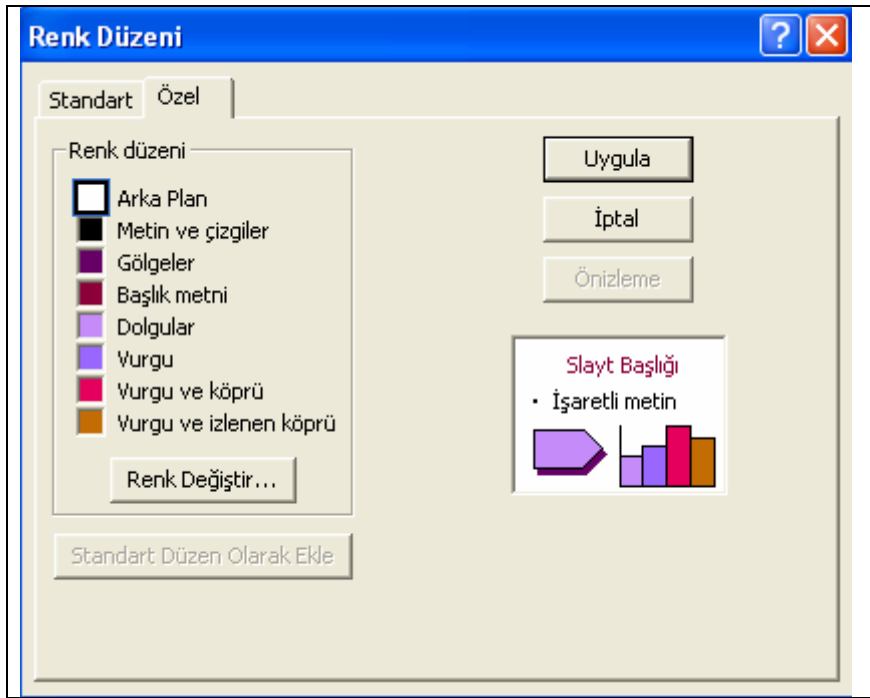 Renk Düzeni
Standart
Özel
Renk düzeni
Arka Plan
Metin ve çizgiler
Gölgeler
Başlık metni
Dolgular
Vurgu
Vurgu ve köprü
Vurgu ve izlenen köprü
Renk Değiştir...
Standart Düzen Olarak Ekle
Uygula
İptal
Önizleme
Slayt Başlığı
• İşaretli metin